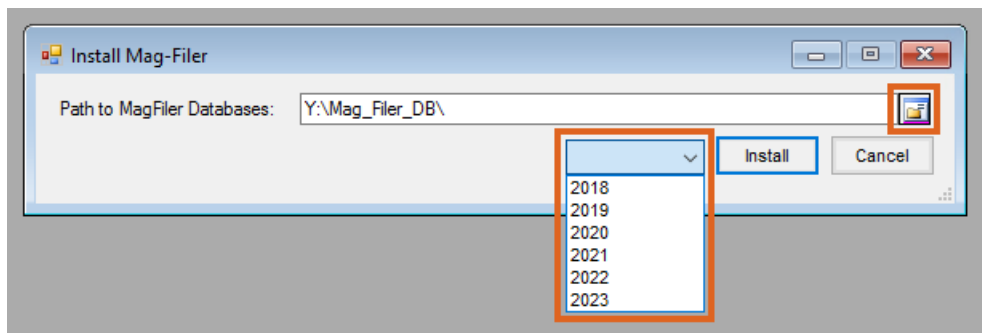 Install Mag-Filer
Path to MagFiler Databases: Y:\Mag_Filer_DB\
Install Cancel
2018
2019
2020
2021
2022
2023